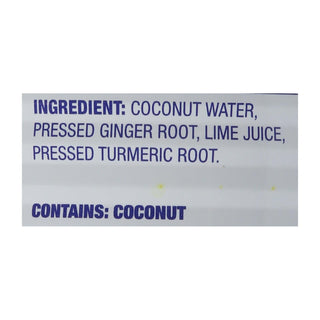 INGREDIENT: COCONUT WATER,
PRESSED GINGER ROOT, LIME JUICE,
PRESSED TURMERIC ROOT.
CONTAINS: COCONUT